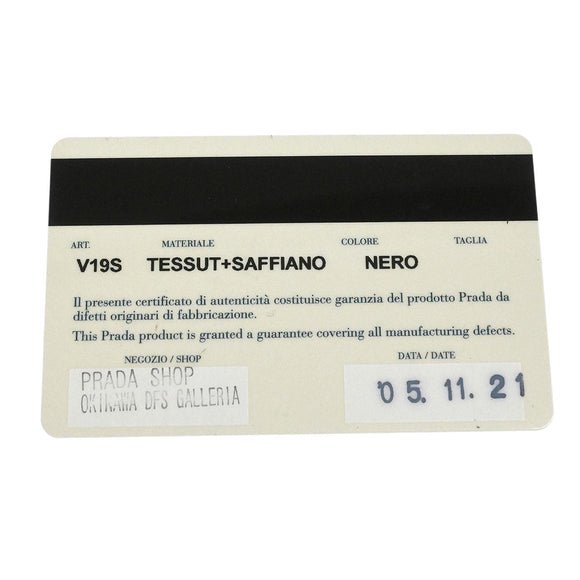 ART. MATERIALE COLORE TAGLIA
V19S TESSUT+SAFFIANO NERO
Il presente certificato di autenticità costituisce garanzia del prodotto Prada da
difetti originari di fabbricazione.
This Prada product is granted a guarantee covering all manufacturing defects.
NEGOZIO / SHOP DATA / DATE
PRADA SHOP
OKINAWA DFS GALLERIA
'05.11.21